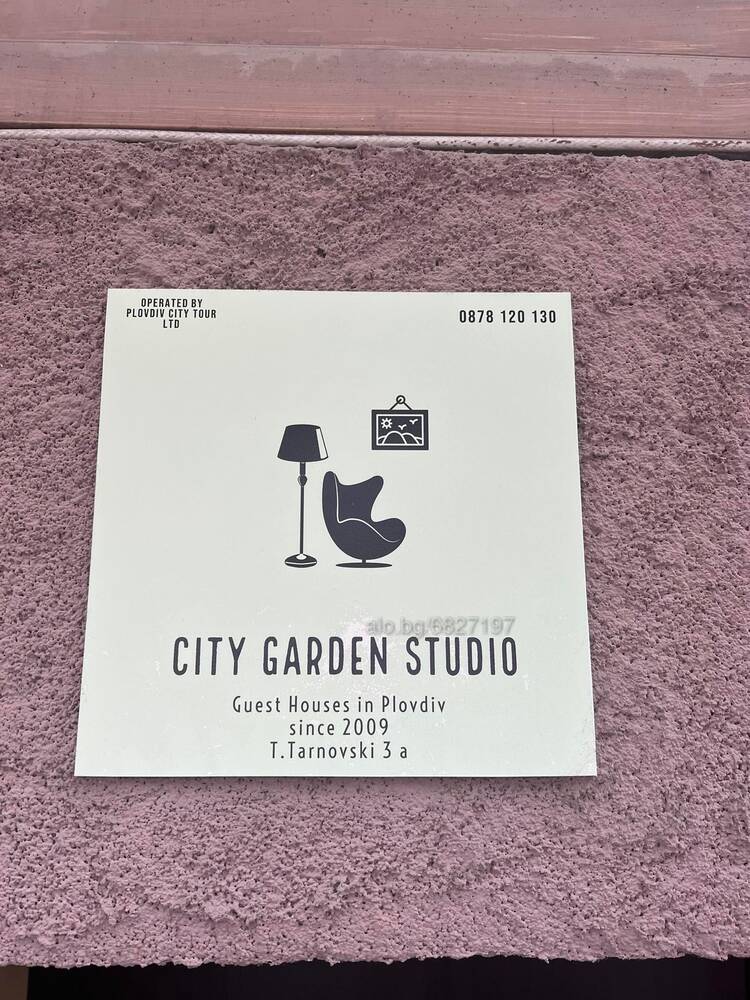 OPERATED BY
PLOVDIV CITY TOUR
LTD
0878 120 130
alo.bg/6827197
CITY GARDEN STUDIO
Guest Houses in Plovdiv
since 2009
T.Tarnovski 3 a